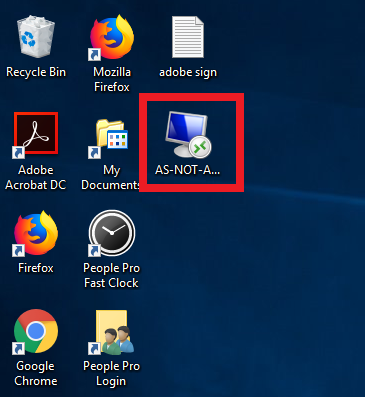 Recycle Bin
Mozilla
Firefox
adobe sign
Adobe
Acrobat DC
My
Documents
AS-NOT-A...
Firefox
People Pro
Fast Clock
Google
Chrome
People Pro
Login